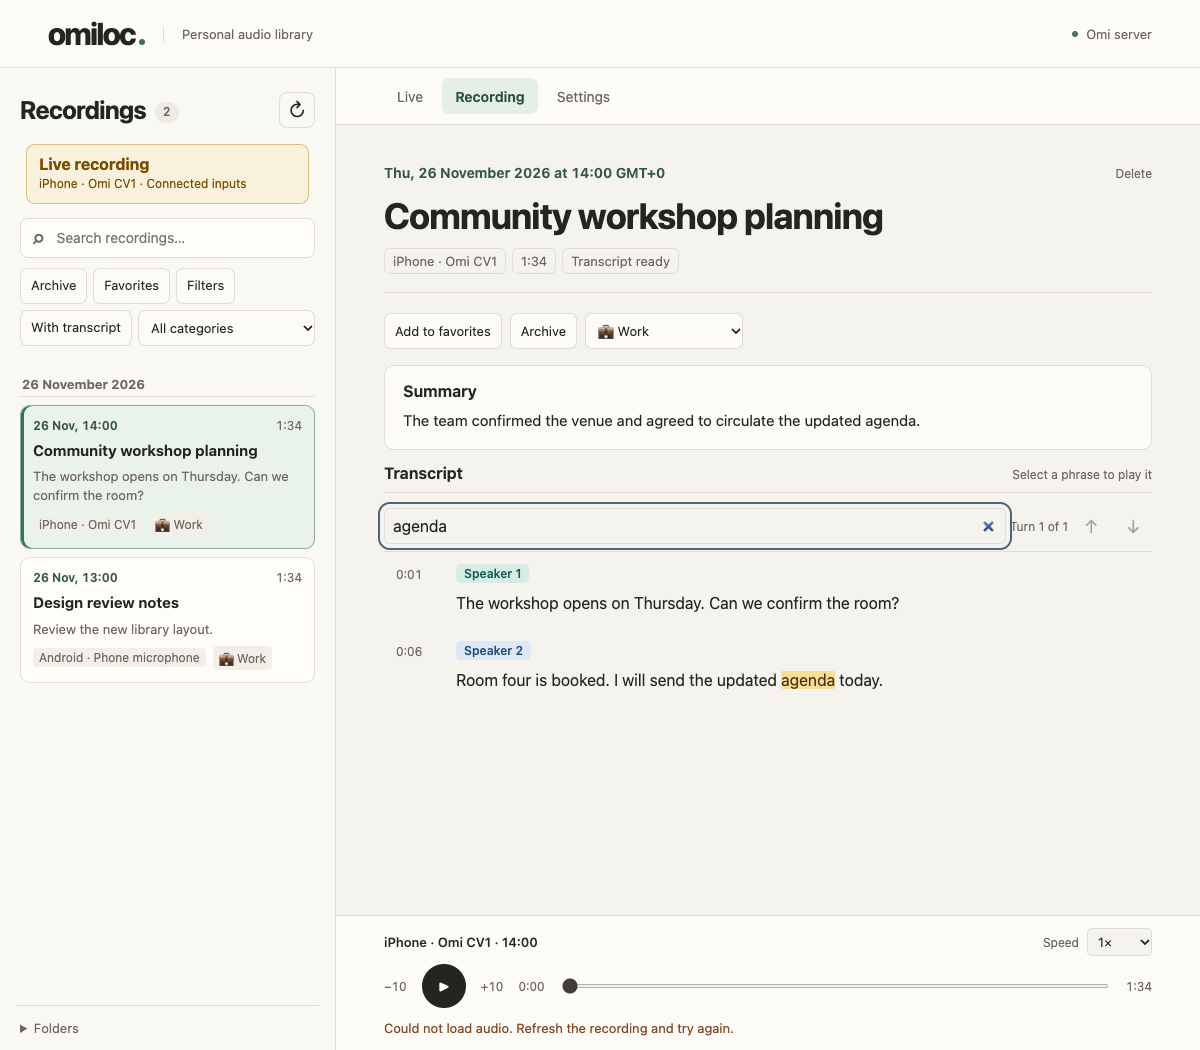 omiloc.
Personal audio library
Omi server
Recordings 2
Live recording
iPhone · Omi CV1 · Connected inputs
Search recordings...
Archive
Favorites
Filters
With transcript
All categories
26 November 2026
26 Nov, 14:00
1:34
Community workshop planning
The workshop opens on Thursday. Can we
confirm the room?
iPhone · Omi CV1
Work
26 Nov, 13:00
1:34
Design review notes
Review the new library layout.
Android · Phone microphone
Work
Folders
Live
Recording
Settings
Thu, 26 November 2026 at 14:00 GMT+0
Delete
Community workshop planning
iPhone · Omi CV1
1:34
Transcript ready
Add to favorites
Archive
Work
Summary
The team confirmed the venue and agreed to circulate the updated agenda.
Transcript
Select a phrase to play it
agenda
Turn 1 of 1
0:01
Speaker 1
The workshop opens on Thursday. Can we confirm the room?
0:06
Speaker 2
Room four is booked. I will send the updated agenda today.
iPhone · Omi CV1 · 14:00
Speed
1×
−10
+10
0:00
1:34
Could not load audio. Refresh the recording and try again.